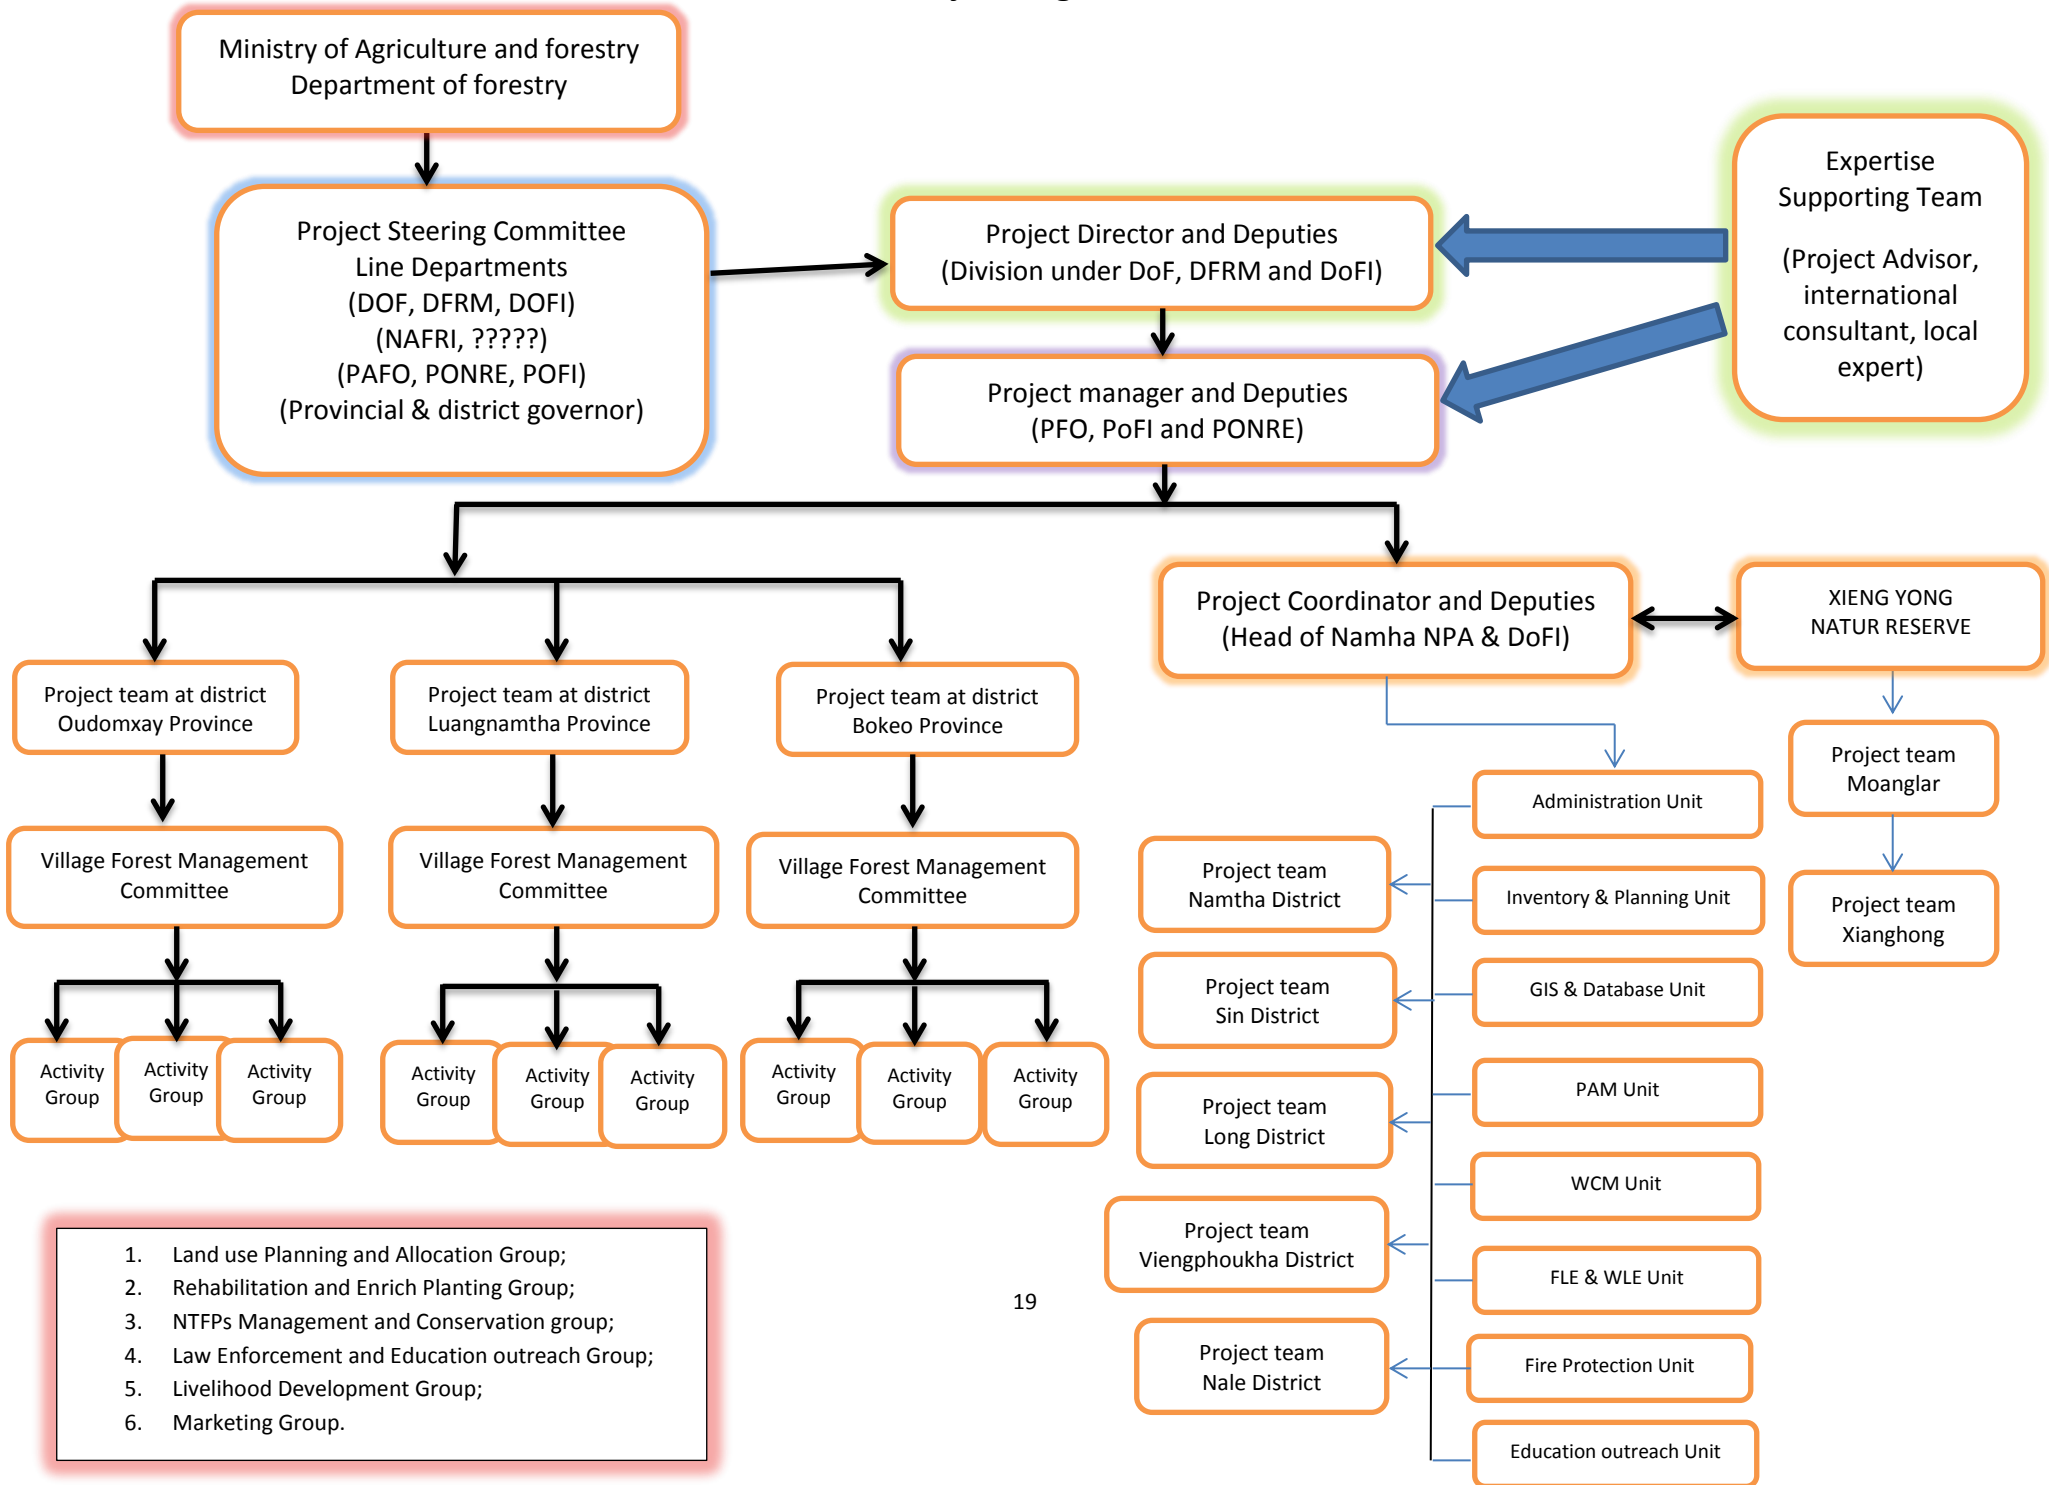 Ministry of Agriculture and forestry
Department of forestry
Project Steering Committee
Line Departments
(DOF, DFRM, DOFI)
(NAFRI, ?????)
(PAFO, PONRE, POFI)
(Provincial & district governor)
Project Director and Deputies
(Division under DoF, DFRM and DoFI)
Project manager and Deputies
(PFO, PoFI and PONRE)
Expertise
Supporting Team
(Project Advisor,
international
consultant, local
expert)
Project Coordinator and Deputies
(Head of Namha NPA & DoFI)
XIENG YONG
NATUR RESERVE
Project team at district
Oudomxay Province
Project team at district
Luangnamtha Province
Project team at district
Bokeo Province
Village Forest Management
Committee
Village Forest Management
Committee
Village Forest Management
Committee
Activity
Group
Activity
Group
Activity
Group
Activity
Group
Activity
Group
Activity
Group
Activity
Group
Activity
Group
Activity
Group
Project team
Namtha District
Project team
Sin District
Project team
Long District
Project team
Viengphoukha District
Project team
Nale District
Administration Unit
Inventory & Planning Unit
GIS & Database Unit
PAM Unit
WCM Unit
FLE & WLE Unit
Fire Protection Unit
Education outreach Unit
Project team
Moanglar
Project team
Xianghong
1. Land use Planning and Allocation Group;
2. Rehabilitation and Enrich Planting Group;
3. NTFPs Management and Conservation group;
4. Law Enforcement and Education outreach Group;
5. Livelihood Development Group;
6. Marketing Group.
19